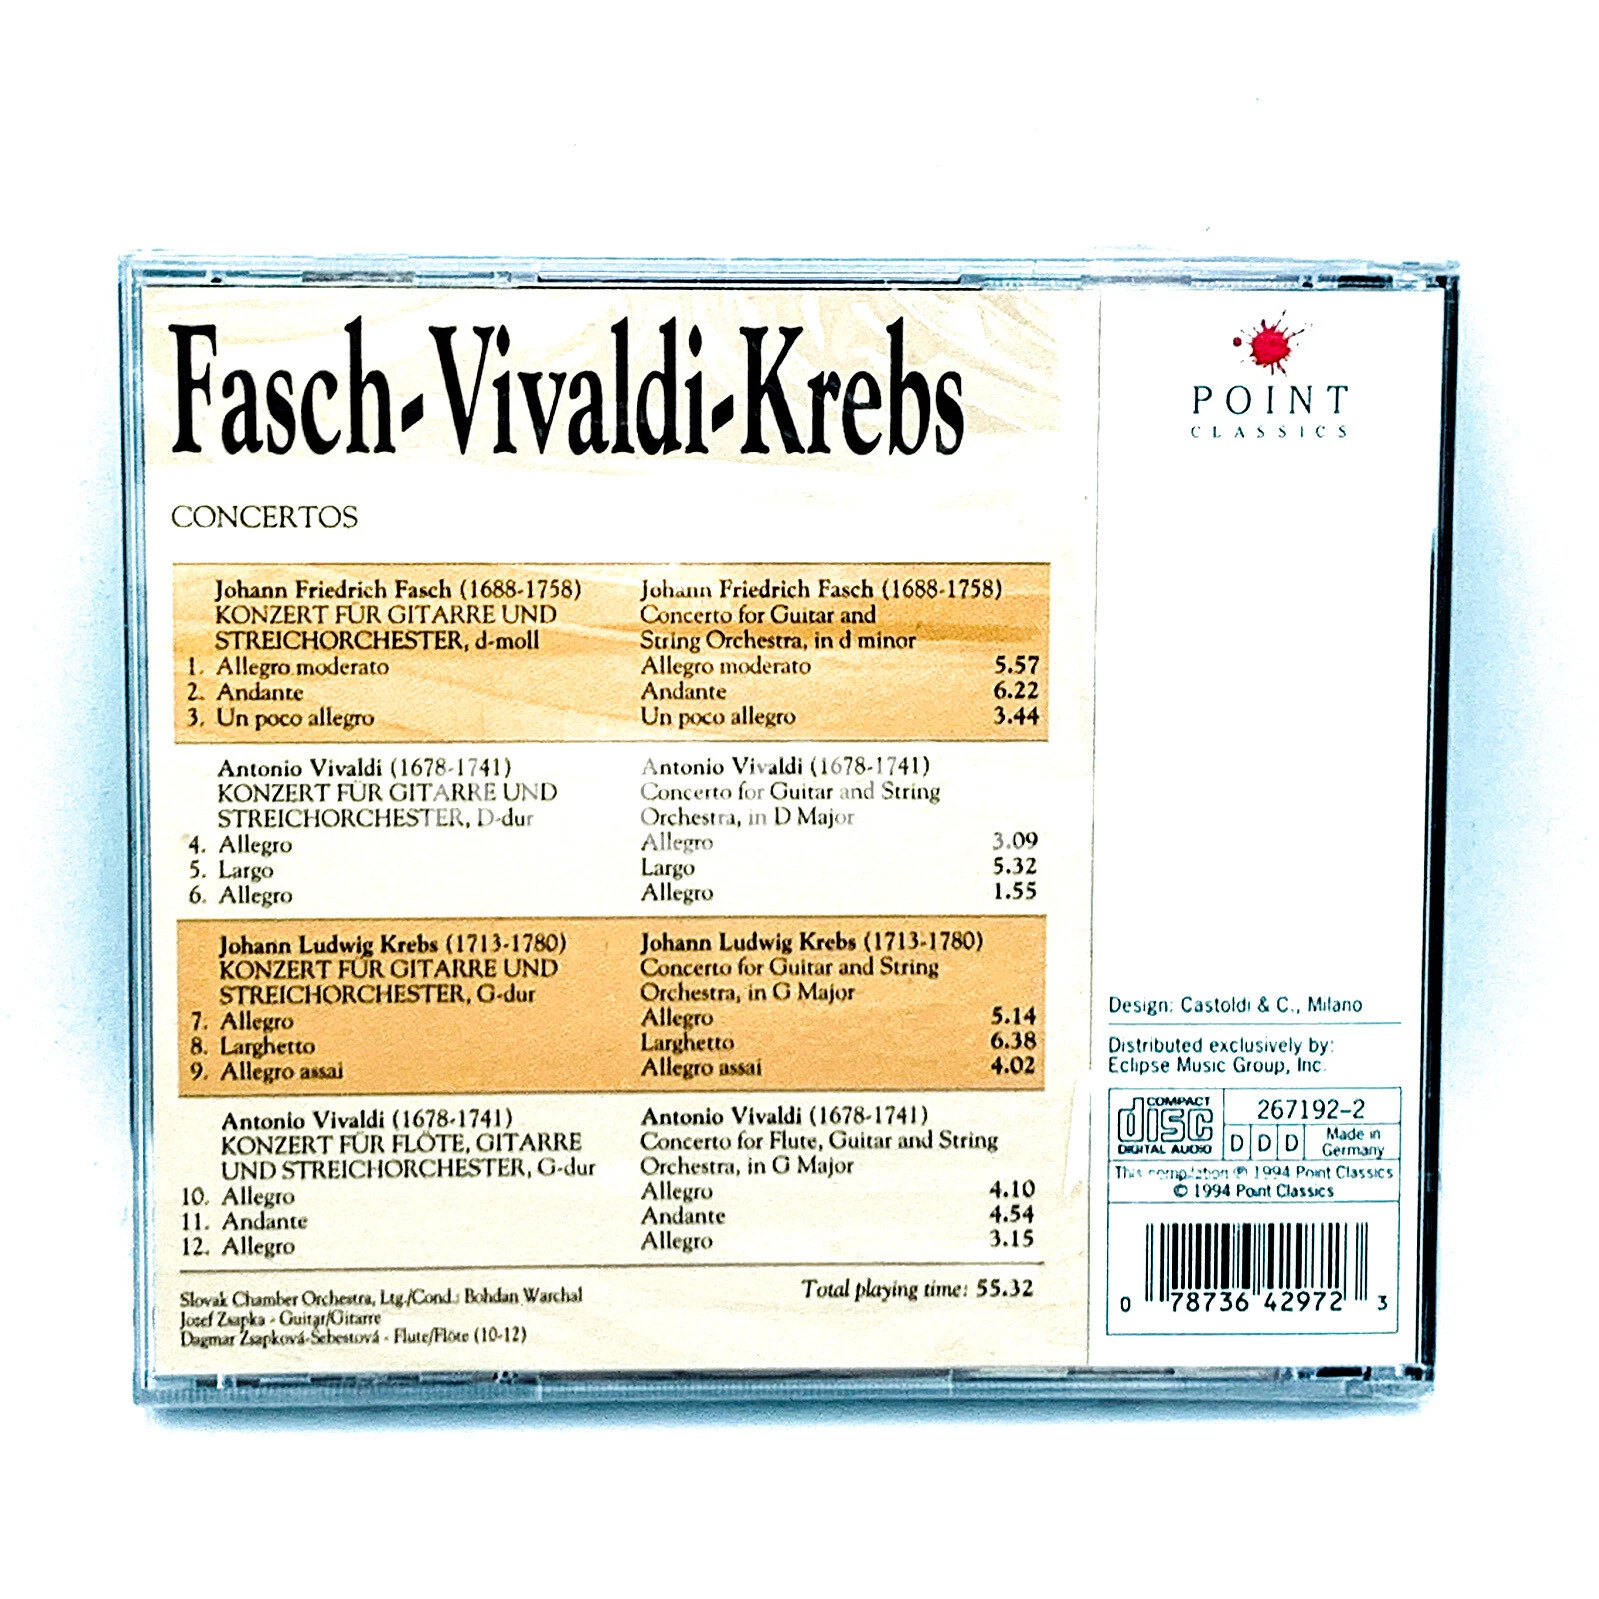 Fasch-Vivaldi-Krebs
CONCERTOS
Johann Friedrich Fasch (1688-1758)
KONZERT FÜR GITARRE UND
STREICHORCHESTER, d-moll
1. Allegro moderato
2. Andante
3. Un poco allegro
Johann Friedrich Fasch (1688-1758)
Concerto for Guitar and
String Orchestra, in d minor
Allegro moderato 5.57
Andante 6.22
Un poco allegro 3.44
Antonio Vivaldi (1678-1741)
KONZERT FÜR GITARRE UND
STREICHORCHESTER, D-dur
4. Allegro
5. Largo
6. Allegro
Antonio Vivaldi (1678-1741)
Concerto for Guitar and String
Orchestra, in D Major
Allegro 3.09
Largo 5.32
Allegro 1.55
Johann Ludwig Krebs (1713-1780)
KONZERT FÜR GITARRE UND
STREICHORCHESTER, G-dur
7. Allegro
8. Larghetto
9. Allegro assai
Johann Ludwig Krebs (1713-1780)
Concerto for Guitar and String
Orchestra, in G Major
Allegro 5.14
Larghetto 6.38
Allegro assai 4.02
Antonio Vivaldi (1678-1741)
KONZERT FÜR FLÖTE, GITARRE
UND STREICHORCHESTER, G-dur
10. Allegro
11. Andante
12. Allegro
Antonio Vivaldi (1678-1741)
Concerto for Flute, Guitar and String
Orchestra, in G Major
Allegro 4.10
Andante 4.54
Allegro 3.15
Total playing time: 55.32
Slovak Chamber Orchestra, Ltg./Cond.: Bohdan Warchal
Jozef Zsapka - Guitar/Gitarre
Dagmar Zsapková-Sebestová - Flute/Flöte (10-12)
POINT
CLASSICS
Design: Castoldi & C., Milano
Distributed exclusively by:
Eclipse Music Group, Inc.
COMPACT
disc
DIGITAL AUDIO
267192-2
D D D
Made in
Germany
This compilation ℗ 1994 Point Classics
© 1994 Point Classics
0 78736 42972 3